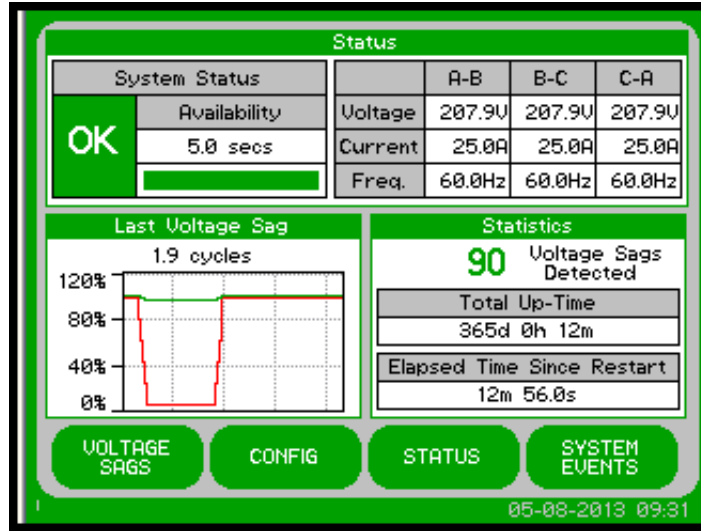 Status
System Status
OK
Availability
5.0 secs
A-B B-C C-A
Voltage 207.9V 207.9V 207.9V
Current 25.0A 25.0A 25.0A
Freq. 60.0Hz 60.0Hz 60.0Hz
Last Voltage Sag
1.9 cycles
120%
80%
40%
0%
Statistics
90 Voltage Sags
Detected
Total Up-Time
365d 0h 12m
Elapsed Time Since Restart
12m 56.0s
VOLTAGE
SAGS
CONFIG
STATUS
SYSTEM
EVENTS
05-08-2013 09:31